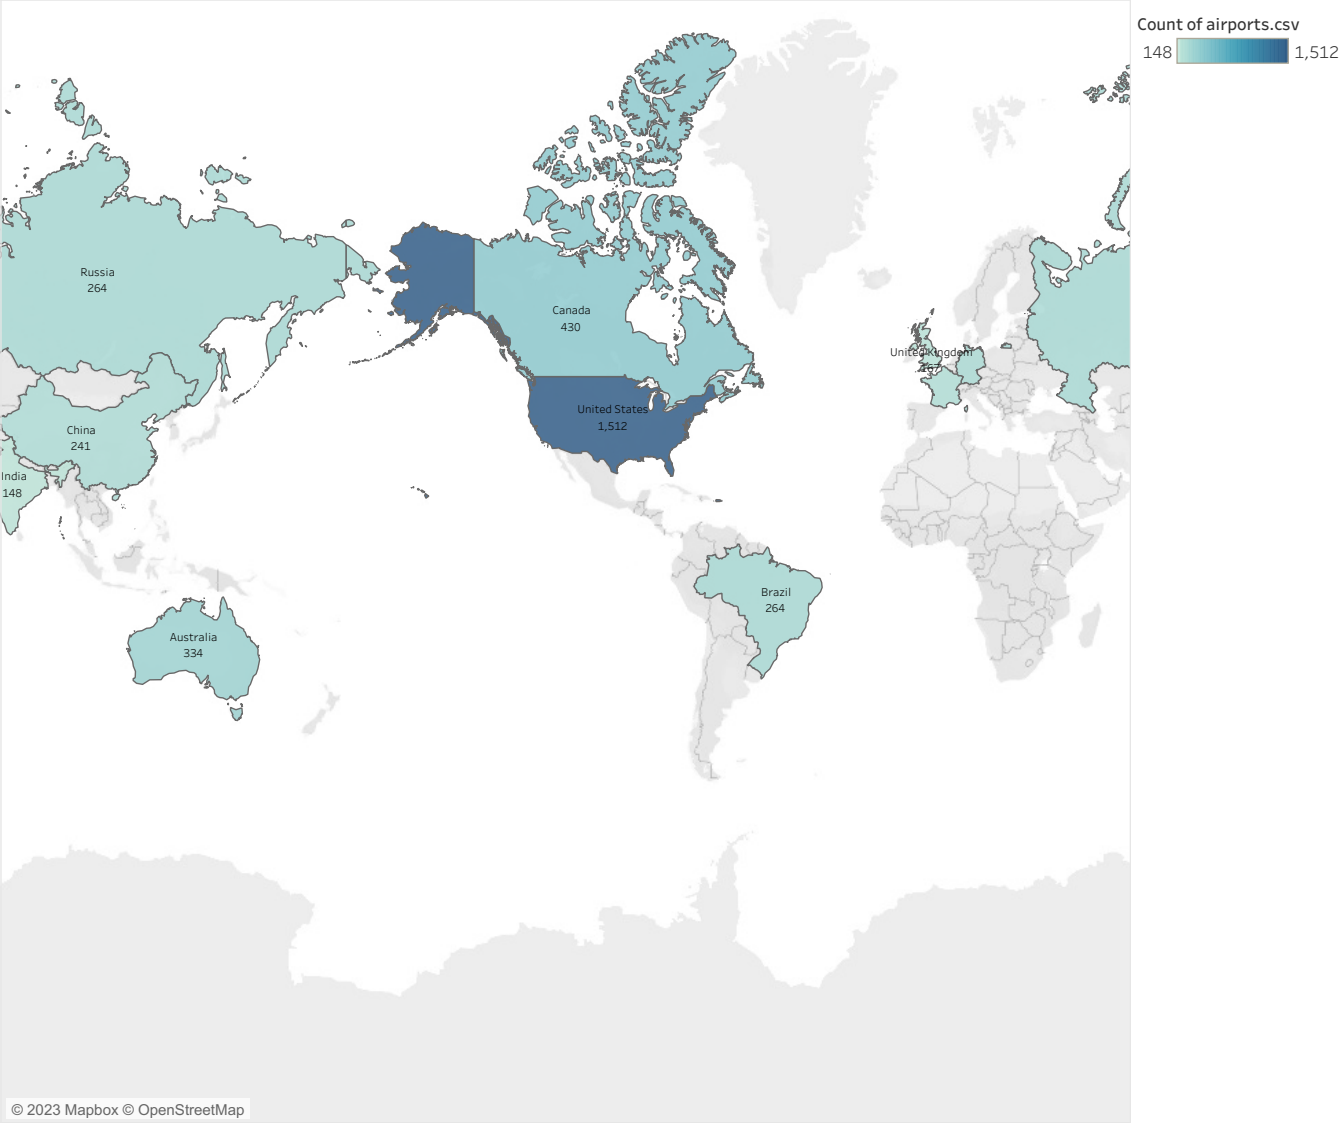 Count of airports.csv
148 1,512
Russia
264
Canada
430
United Kingdom
167
United States
1,512
China
241
India
148
Brazil
264
Australia
334
© 2023 Mapbox © OpenStreetMap